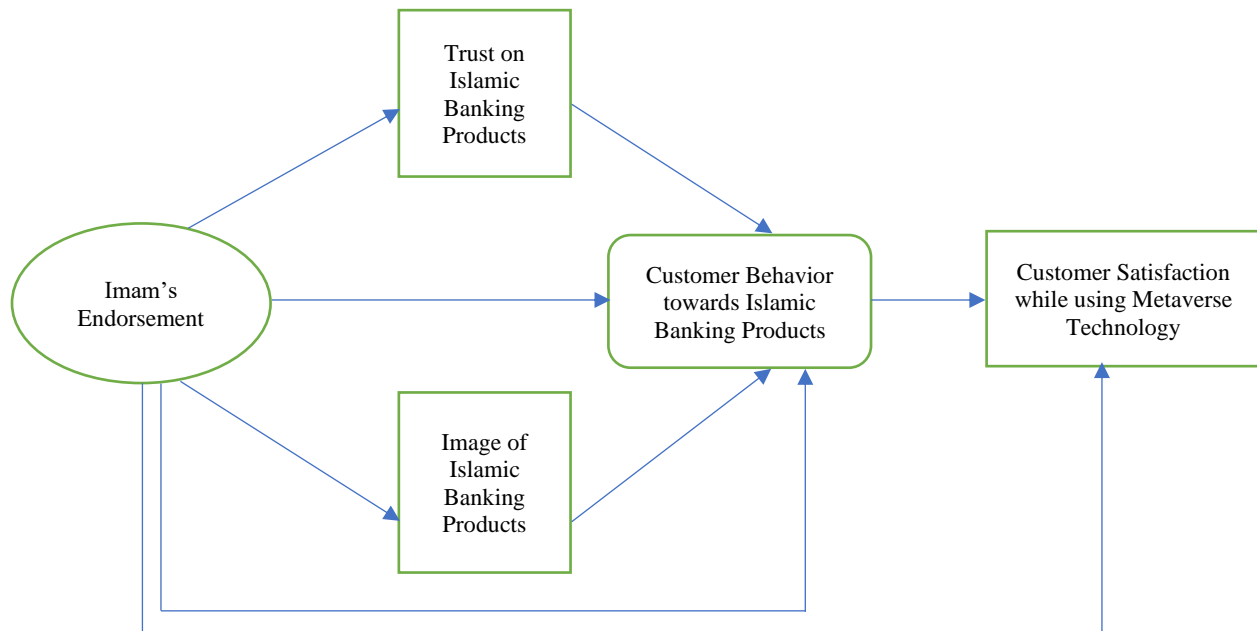 Trust on
Islamic
Banking
Products
Imam’s
Endorsement
Customer Behavior
towards Islamic
Banking Products
Customer Satisfaction
while using Metaverse
Technology
Image of
Islamic
Banking
Products